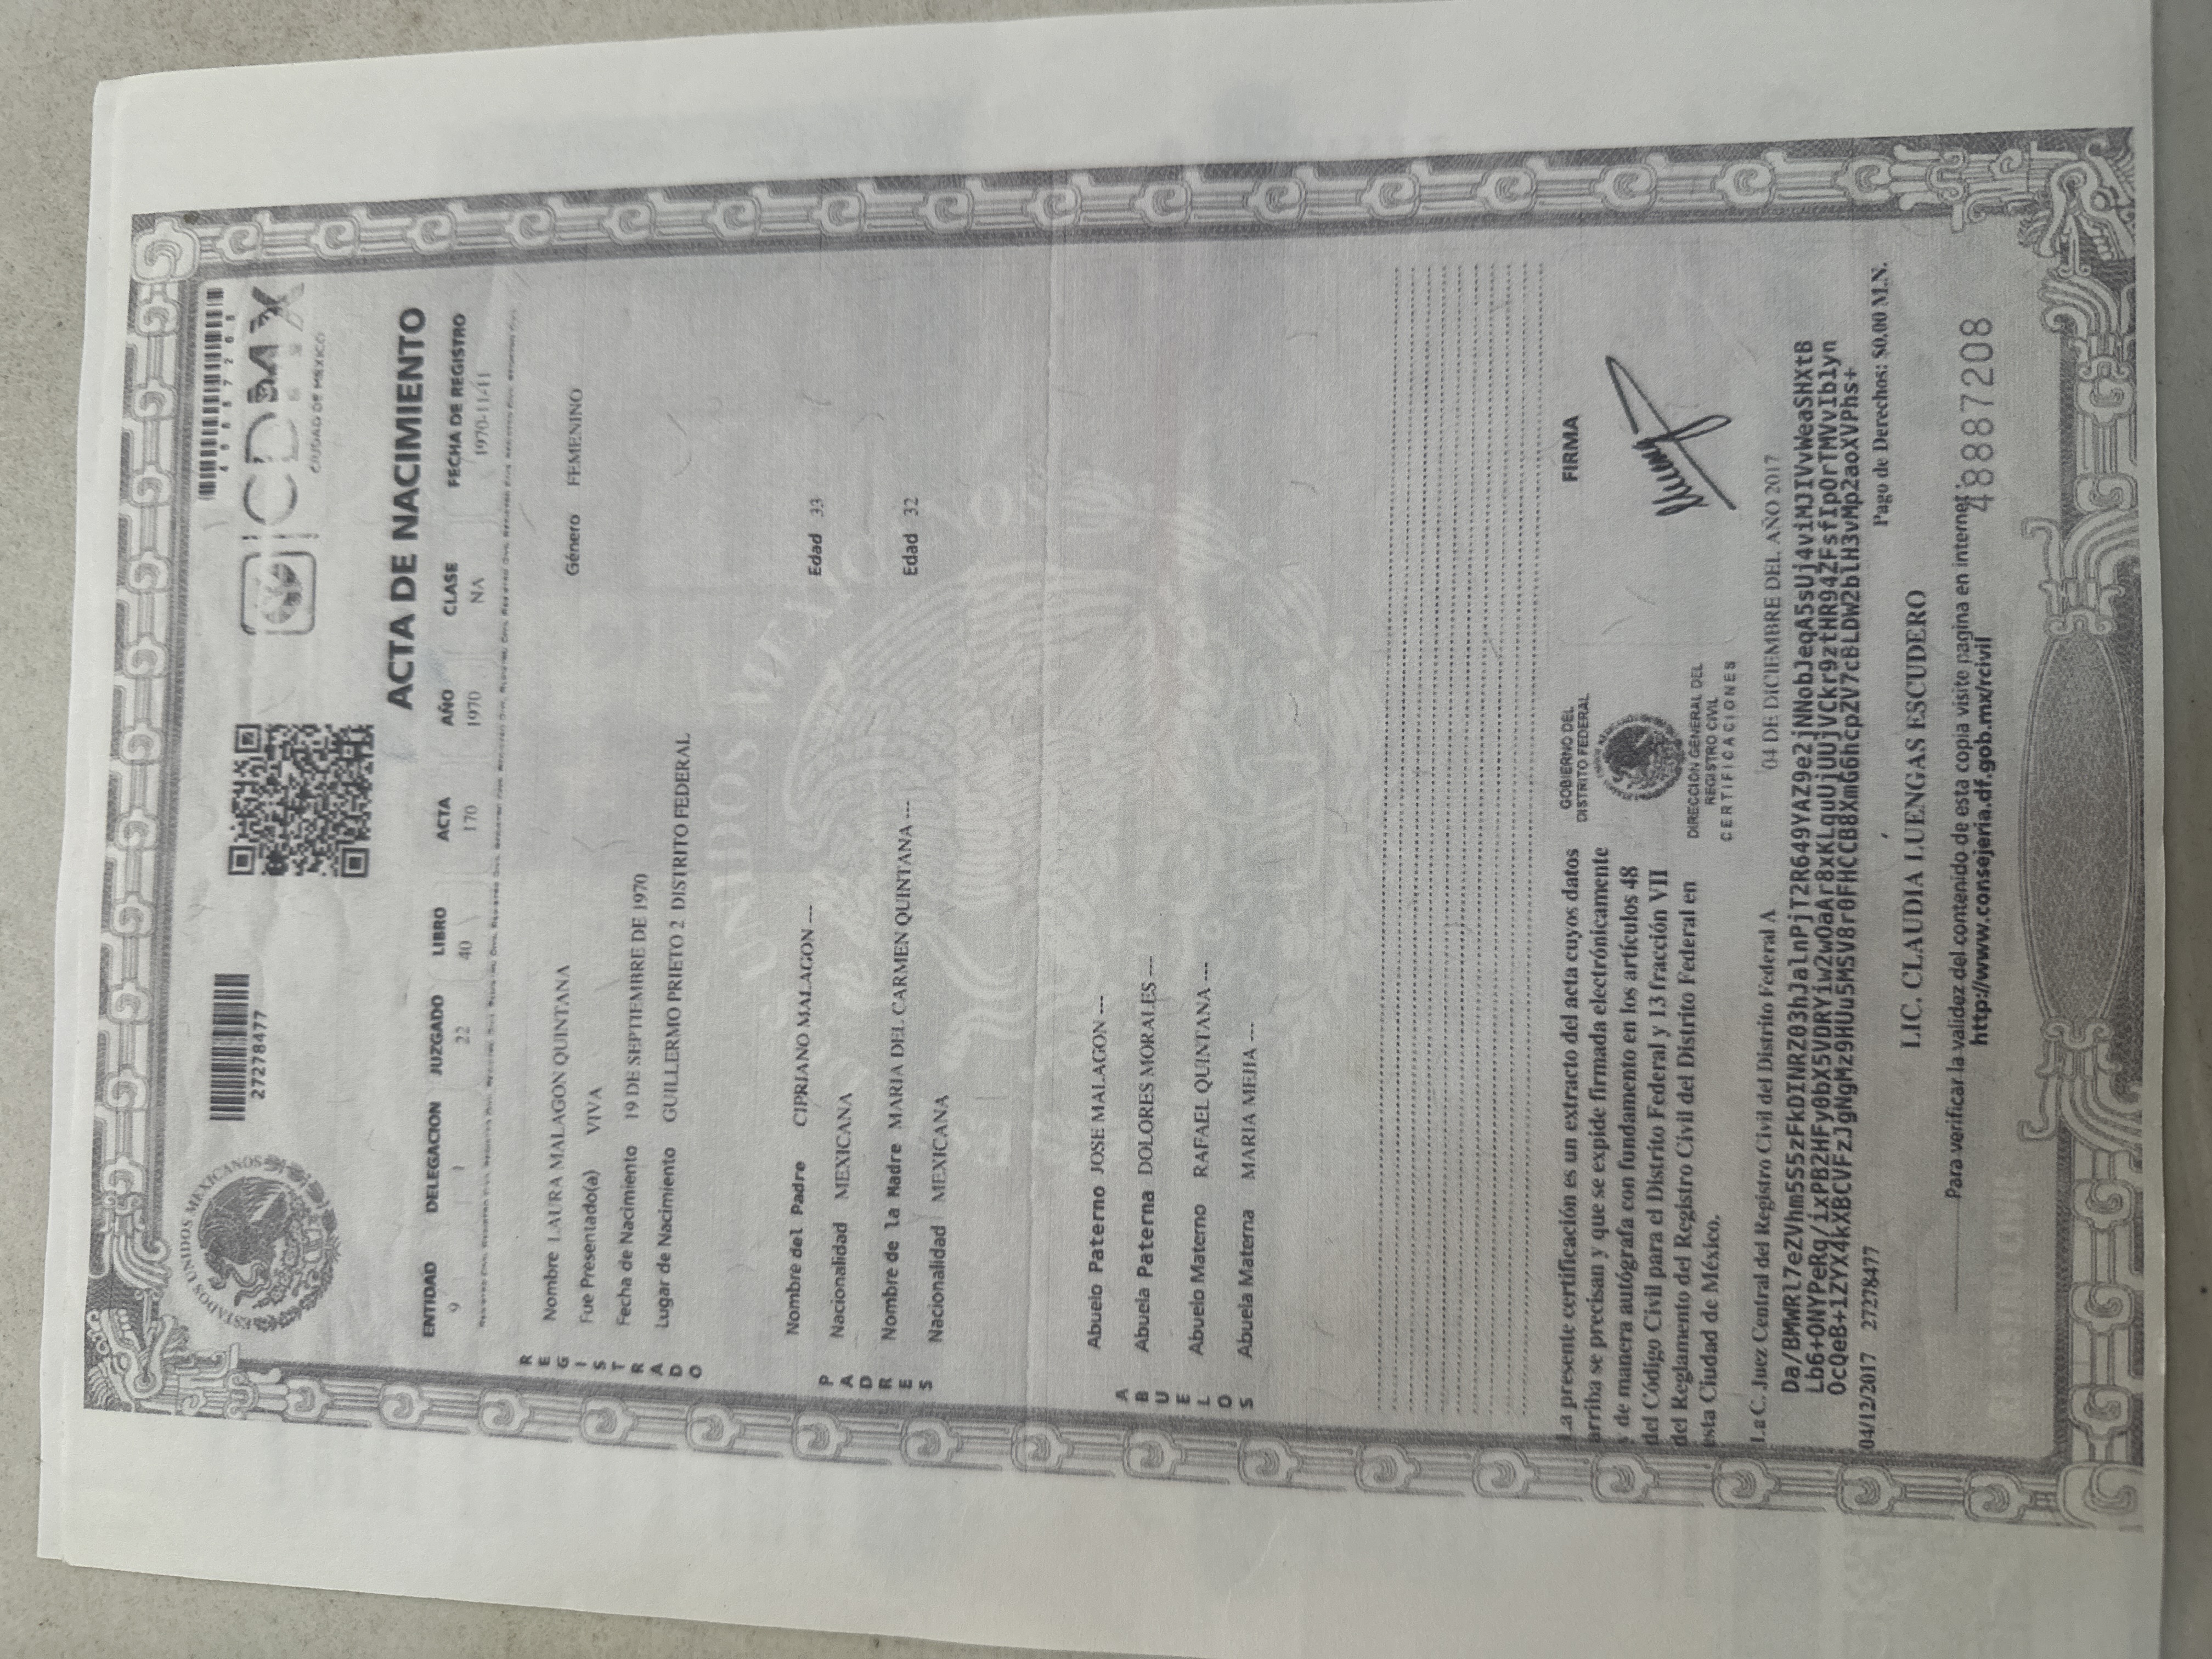 ESTADOS UNIDOS MEXICANOS
27278477
48887208
CDMX
CIUDAD DE MÉXICO
ACTA DE NACIMIENTO
ENTIDAD DELEGACION JUZGADO LIBRO ACTA AÑO CLASE FECHA DE REGISTRO
9 1 22 40 170 1970 NA 1970-11-11
REGISTRADO
Nombre LAURA MALAGON QUINTANA Género FEMENINO
Fue Presentado(a) VIVA
Fecha de Nacimiento 19 DE SEPTIEMBRE DE 1970
Lugar de Nacimiento GUILLERMO PRIETO 2 DISTRITO FEDERAL
PADRES
Nombre del Padre CIPRIANO MALAGON --- Edad 33
Nacionalidad MEXICANA
Nombre de la Madre MARIA DEL CARMEN QUINTANA --- Edad 32
Nacionalidad MEXICANA
ABUELOS
Abuelo Paterno JOSE MALAGON ---
Abuela Paterna DOLORES MORALES ---
Abuelo Materno RAFAEL QUINTANA ---
Abuela Materna MARIA MEJIA ---
La presente certificación es un extracto del acta cuyos datos
arriba se precisan y que se expide firmada electrónicamente
y de manera autógrafa con fundamento en los artículos 48
del Código Civil para el Distrito Federal y 13 fracción VII
del Reglamento del Registro Civil del Distrito Federal en
esta Ciudad de México.
GOBIERNO DEL
DISTRITO FEDERAL
DIRECCIÓN GENERAL DEL
REGISTRO CIVIL
CERTIFICACIONES
FIRMA
La C. Juez Central del Registro Civil del Distrito Federal A 04 DE DICIEMBRE DEL AÑO 2017
04/12/2017 27278477 Pago de Derechos: $0.00 M.N.
LIC. CLAUDIA LUENGAS ESCUDERO
Para verificar la validez del contenido de esta copia visite pagina en internet:
http://www.consejeria.df.gob.mx/rcivil
48887208